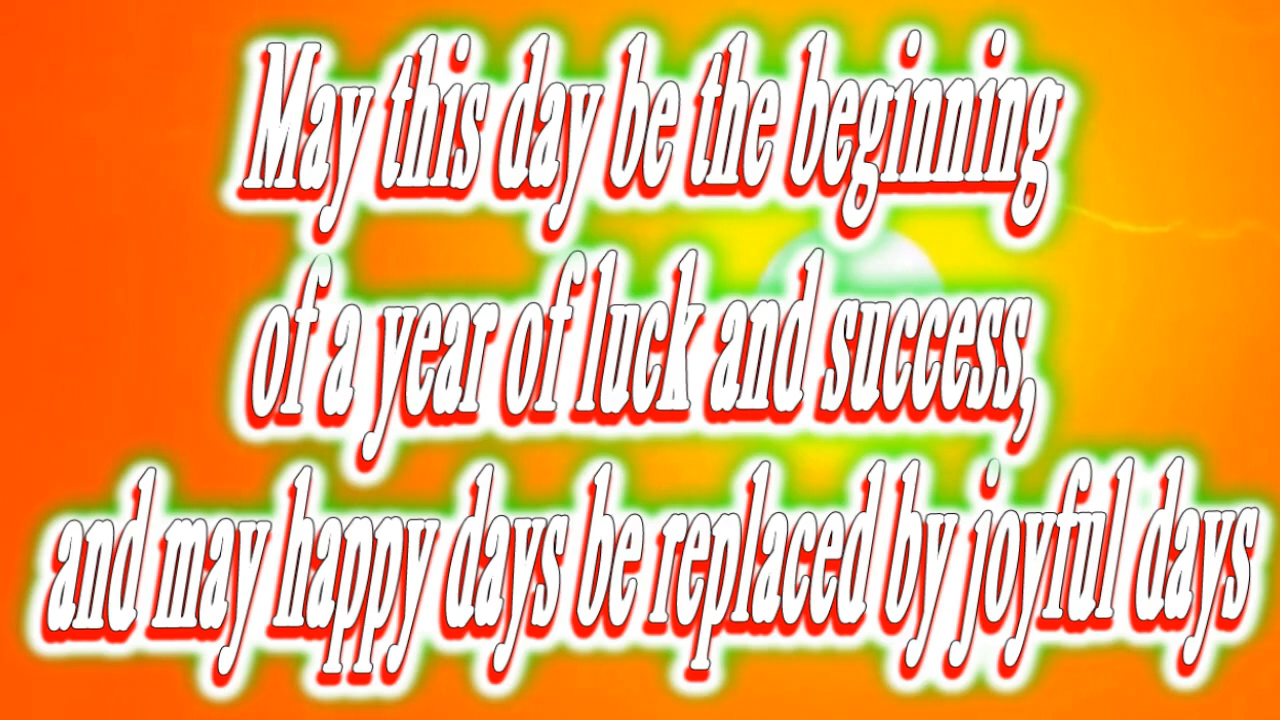 May this day be the beginning
of a year of luck and success,
and may happy days be replaced by joyful days